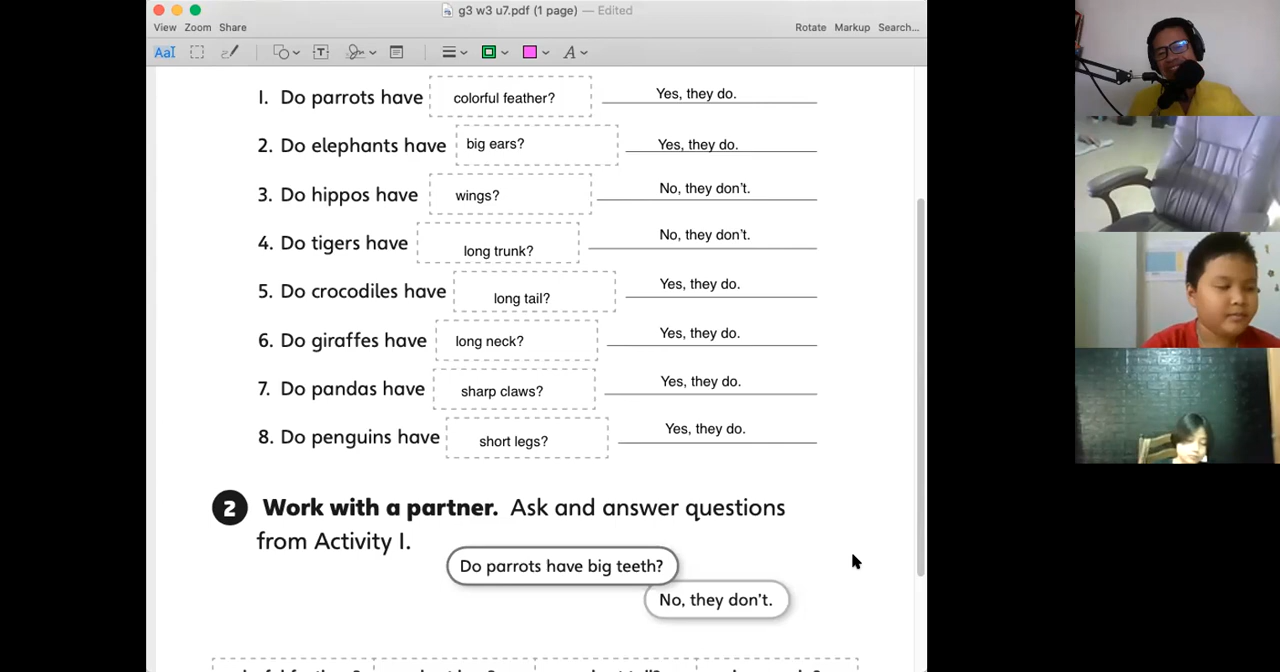 g3 w3 u7.pdf (1 page) — Edited
View Zoom Share
Rotate Markup Search...
AaI T A
1. Do parrots have colorful feather? Yes, they do.
2. Do elephants have big ears? Yes, they do.
3. Do hippos have wings? No, they don't.
4. Do tigers have long trunk? No, they don't.
5. Do crocodiles have long tail? Yes, they do.
6. Do giraffes have long neck? Yes, they do.
7. Do pandas have sharp claws? Yes, they do.
8. Do penguins have short legs? Yes, they do.
2 Work with a partner. Ask and answer questions
from Activity 1.
Do parrots have big teeth?
No, they don't.